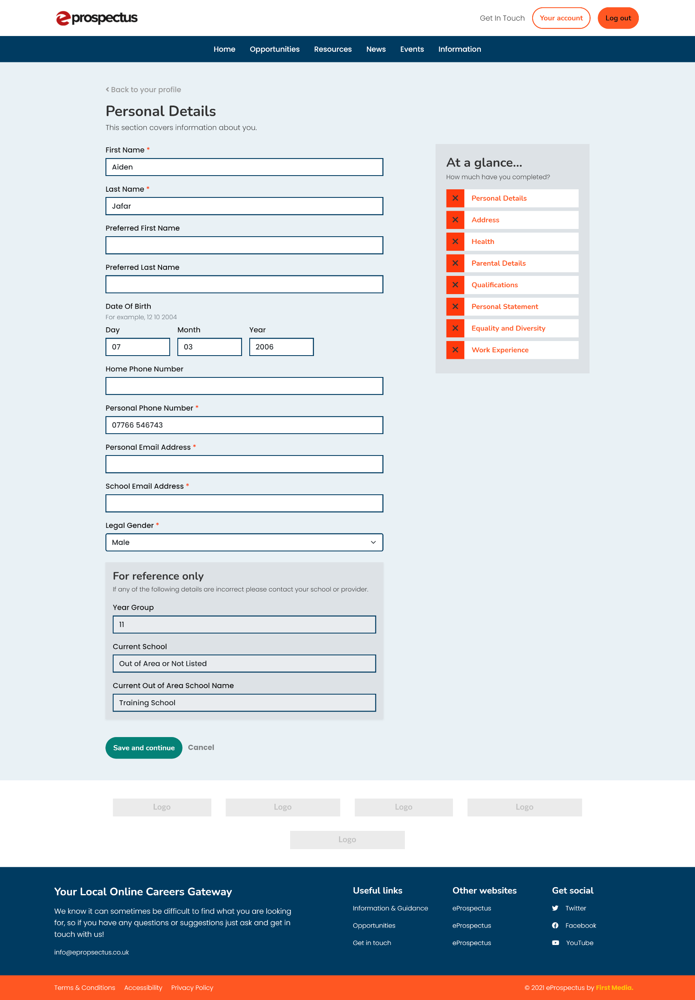 eprospectus
Get In Touch
Your account
Log out
Home
Opportunities
Resources
News
Events
Information
Back to your profile
Personal Details
This section covers information about you.
First Name *
Aiden
Last Name *
Jafar
Preferred First Name
Preferred Last Name
Date Of Birth
For example, 12 10 2004
Day
Month
Year
07
03
2006
Home Phone Number
Personal Phone Number *
07766 546743
Personal Email Address *
School Email Address *
Legal Gender *
Male
For reference only
If any of the following details are incorrect please contact your school or provider.
Year Group
11
Current School
Out of Area or Not Listed
Current Out of Area School Name
Training School
Save and continue
Cancel
At a glance...
How much have you completed?
Personal Details
Address
Health
Parental Details
Qualifications
Personal Statement
Equality and Diversity
Work Experience
Logo
Logo
Logo
Logo
Logo
Your Local Online Careers Gateway
We know it can sometimes be difficult to find what you are looking
for, so if you have any questions or suggestions just ask and get in
touch with us!
info@epropsectus.co.uk
Useful links
Information & Guidance
Opportunities
Get in touch
Other websites
eProspectus
eProspectus
eProspectus
Get social
Twitter
Facebook
YouTube
Terms & Conditions
Accessibility
Privacy Policy
© 2021 eProspectus by First Media.